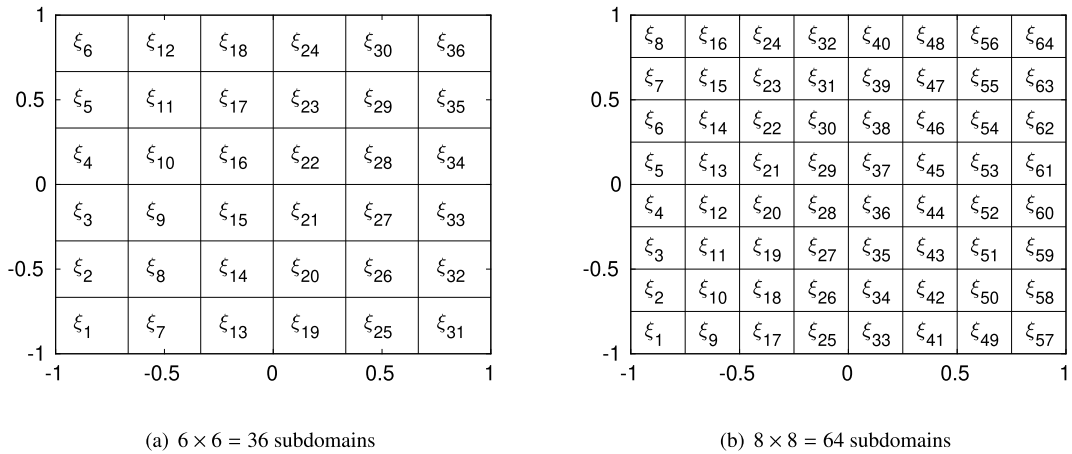 1
ξ6 ξ12 ξ18 ξ24 ξ30 ξ36
0.5
ξ5 ξ11 ξ17 ξ23 ξ29 ξ35
ξ4 ξ10 ξ16 ξ22 ξ28 ξ34
0
ξ3 ξ9 ξ15 ξ21 ξ27 ξ33
-0.5
ξ2 ξ8 ξ14 ξ20 ξ26 ξ32
ξ1 ξ7 ξ13 ξ19 ξ25 ξ31
-1
-1 -0.5 0 0.5 1
(a) 6 × 6 = 36 subdomains
1
ξ8 ξ16 ξ24 ξ32 ξ40 ξ48 ξ56 ξ64
ξ7 ξ15 ξ23 ξ31 ξ39 ξ47 ξ55 ξ63
0.5
ξ6 ξ14 ξ22 ξ30 ξ38 ξ46 ξ54 ξ62
ξ5 ξ13 ξ21 ξ29 ξ37 ξ45 ξ53 ξ61
0
ξ4 ξ12 ξ20 ξ28 ξ36 ξ44 ξ52 ξ60
ξ3 ξ11 ξ19 ξ27 ξ35 ξ43 ξ51 ξ59
-0.5
ξ2 ξ10 ξ18 ξ26 ξ34 ξ42 ξ50 ξ58
ξ1 ξ9 ξ17 ξ25 ξ33 ξ41 ξ49 ξ57
-1
-1 -0.5 0 0.5 1
(b) 8 × 8 = 64 subdomains